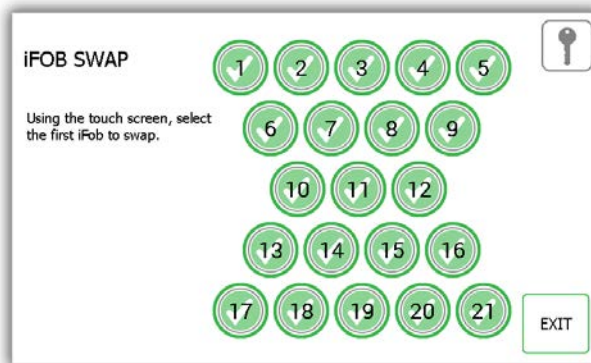 iFOB SWAP
1 2 3 4 5
Using the touch screen, select
the first iFob to swap.
6 7 8 9
10 11 12
13 14 15 16
17 18 19 20 21
EXIT